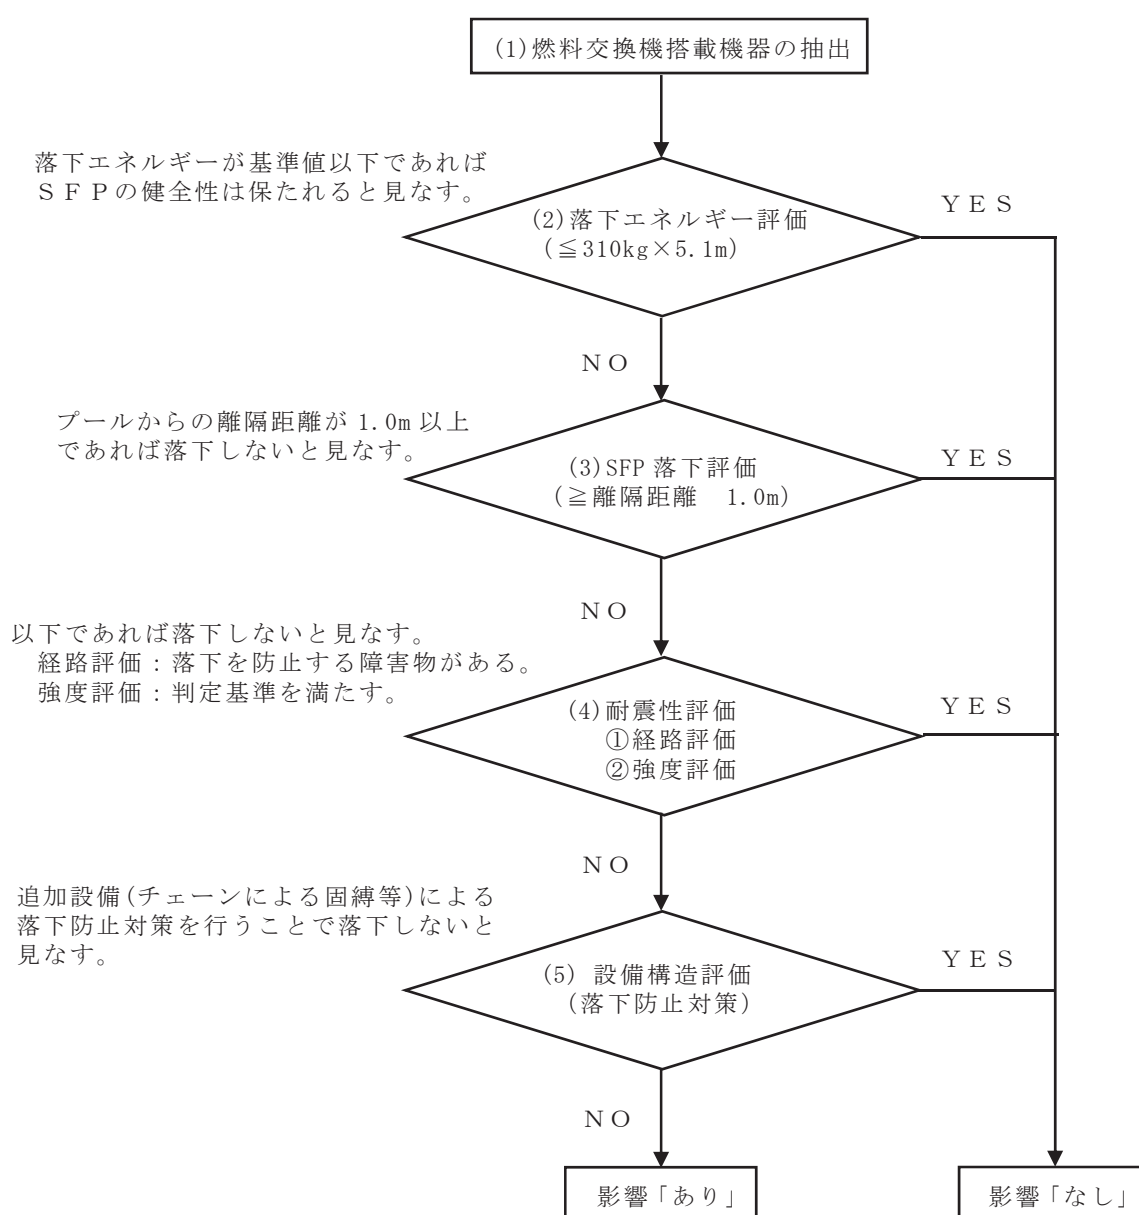 (1)燃料交換機搭載機器の抽出
落下エネルギーが基準値以下であれば
ＳＦＰの健全性は保たれると見なす。
(2)落下エネルギー評価
(≦310kg×5.1m)
ＹＥＳ
ＮＯ
プールからの離隔距離が 1.0m 以上
であれば落下しないと見なす。
(3)SFP 落下評価
(≧離隔距離　1.0m)
ＹＥＳ
ＮＯ
以下であれば落下しないと見なす。
経路評価：落下を防止する障害物がある。
強度評価：判定基準を満たす。
(4)耐震性評価
①経路評価
②強度評価
ＹＥＳ
ＮＯ
追加設備(チェーンによる固縛等)による
落下防止対策を行うことで落下しないと
見なす。
(5) 設備構造評価
(落下防止対策)
ＹＥＳ
ＮＯ
影響「あり」
影響「なし」